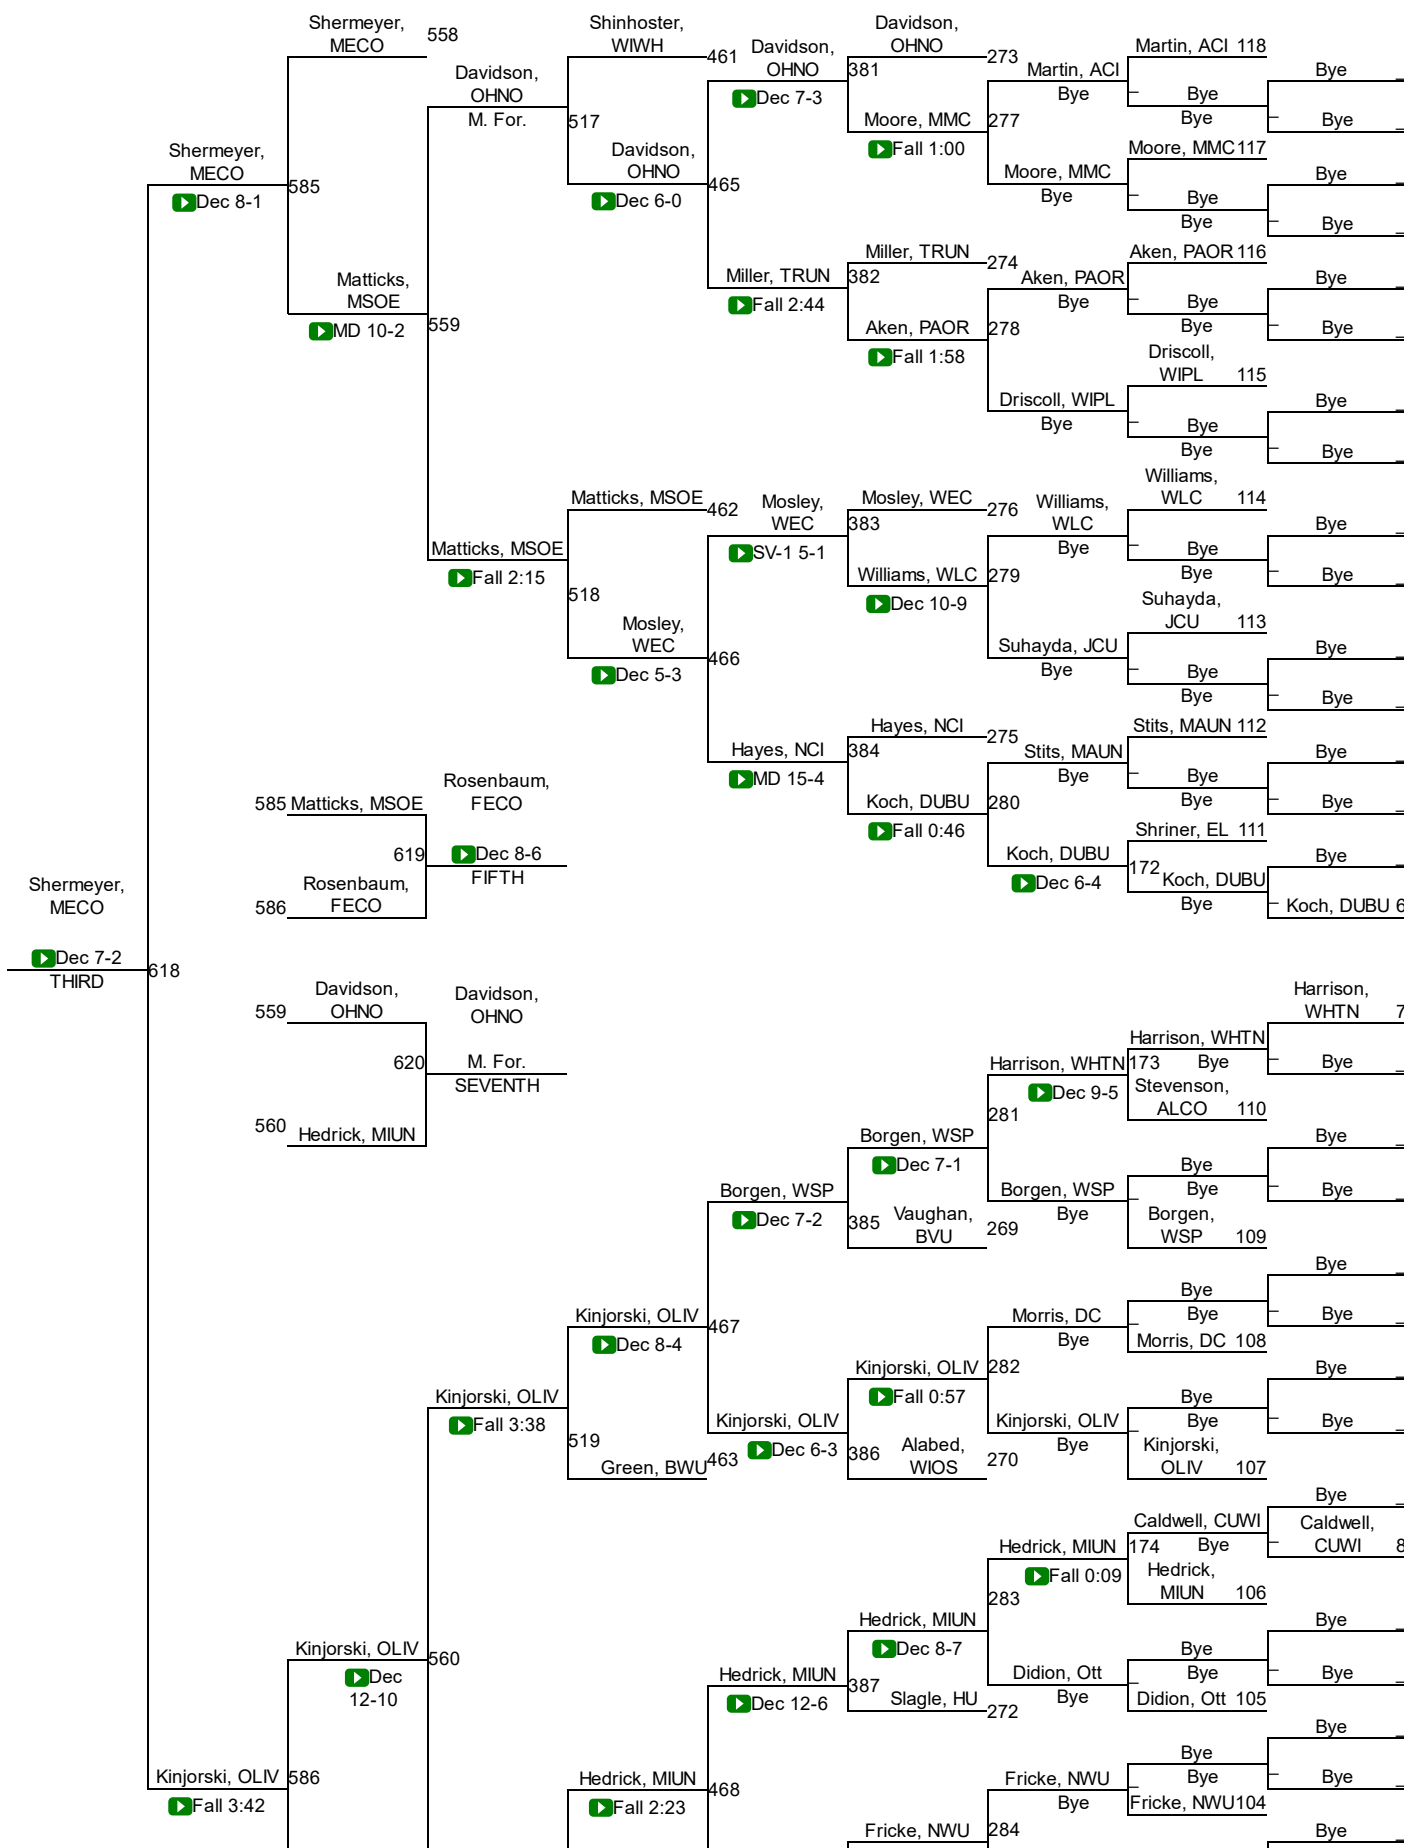 Shermeyer,
MECO
558
Shinhoster,
WIWH
461
Davidson,
OHNO
273
Martin, ACI 118
Davidson,
OHNO
381
Dec 7-3
Martin, ACI
Bye
_
Bye
Bye
Bye
_
_
Bye
_
Davidson,
OHNO
M. For.
517
Moore, MMC
277
Fall 1:00
Moore, MMC 117
Shermeyer,
MECO
585
Dec 8-1
Davidson,
OHNO
465
Dec 6-0
Moore, MMC
Bye
_
Bye
Bye
Bye
_
_
Bye
_
Matticks,
MSOE
559
MD 10-2
Miller, TRUN
382
Fall 2:44
Miller, TRUN
274
Aken, PAOR
Bye
Aken, PAOR 116
_
Bye
Bye
Bye
_
_
Bye
_
Aken, PAOR
278
Fall 1:58
Driscoll,
WIPL 115
Driscoll, WIPL
Bye
_
Bye
Bye
Bye
_
_
Bye
_
Matticks, MSOE
462
Mosley,
WEC
383
SV-1 5-1
Mosley, WEC
276
Williams,
WLC
Bye
Williams,
WLC 114
_
Bye
Bye
Bye
_
_
Bye
_
Matticks, MSOE
Fall 2:15
518
Williams, WLC
279
Dec 10-9
Suhayda,
JCU 113
Mosley,
WEC
466
Dec 5-3
Suhayda, JCU
Bye
_
Bye
Bye
Bye
_
_
Bye
_
Hayes, NCI
384
MD 15-4
Hayes, NCI
275
Stits, MAUN
Bye
Stits, MAUN 112
_
Bye
Bye
Bye
_
_
Bye
_
585 Matticks, MSOE
Rosenbaum,
FECO
619
Dec 8-6
FIFTH
586
Rosenbaum,
FECO
Koch, DUBU
280
Fall 0:46
Shriner, EL 111
Koch, DUBU
172
Dec 6-4
Koch, DUBU
Bye
Bye
_
_
Koch, DUBU 6
Shermeyer,
MECO
Dec 7-2
THIRD
618
559
Davidson,
OHNO
Davidson,
OHNO
620
M. For.
SEVENTH
560
Hedrick, MIUN
Harrison,
WHTN 7
Harrison, WHTN
173
Dec 9-5
Harrison, WHTN
Bye
_
Bye
_
Stevenson,
ALCO 110
281
Borgen, WSP
Dec 7-1
Borgen, WSP
Bye
_
Bye
Bye
Bye
_
_
Bye
_
Borgen,
WSP 109
Borgen, WSP
Dec 7-2
385
Vaughan,
BVU
269
Kinjorski, OLIV
467
Dec 8-4
Morris, DC
Bye
_
Bye
Bye
Bye
_
_
Bye
_
Morris, DC 108
Kinjorski, OLIV
282
Fall 0:57
Kinjorski, OLIV
Fall 3:38
519
Green, BWU
463
Kinjorski, OLIV
386
Dec 6-3
Alabed,
WIOS
270
Kinjorski, OLIV
Bye
_
Bye
Bye
Bye
_
_
Bye
_
Kinjorski,
OLIV 107
Hedrick, MIUN
174
Fall 0:09
Caldwell, CUWI
Bye
Bye
_
_
Caldwell,
CUWI 8
Hedrick,
MIUN 106
283
Hedrick, MIUN
Dec 8-7
Kinjorski, OLIV
560
Dec
12-10
Hedrick, MIUN
387
Dec 12-6
Slagle, HU
272
Didion, Ott
Bye
_
Bye
Bye
Bye
_
_
Bye
_
Didion, Ott 105
Kinjorski, OLIV
586
Fall 3:42
Hedrick, MIUN
468
Fall 2:23
Fricke, NWU
Bye
_
Bye
Bye
Bye
_
_
Bye
_
Fricke, NWU 104
Fricke, NWU
284
Bye
_